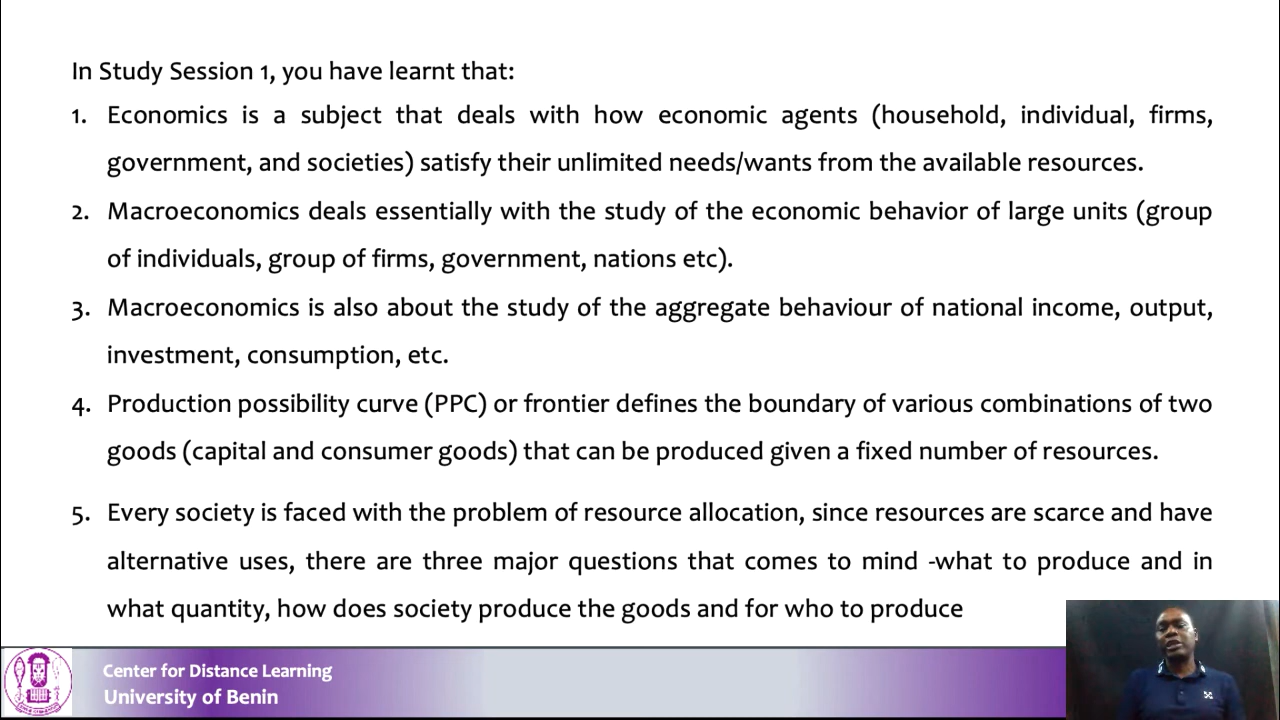 In Study Session 1, you have learnt that:
1. Economics is a subject that deals with how economic agents (household, individual, firms,
government, and societies) satisfy their unlimited needs/wants from the available resources.
2. Macroeconomics deals essentially with the study of the economic behavior of large units (group
of individuals, group of firms, government, nations etc).
3. Macroeconomics is also about the study of the aggregate behaviour of national income, output,
investment, consumption, etc.
4. Production possibility curve (PPC) or frontier defines the boundary of various combinations of two
goods (capital and consumer goods) that can be produced given a fixed number of resources.
5. Every society is faced with the problem of resource allocation, since resources are scarce and have
alternative uses, there are three major questions that comes to mind -what to produce and in
what quantity, how does society produce the goods and for who to produce
Center for Distance Learning
University of Benin